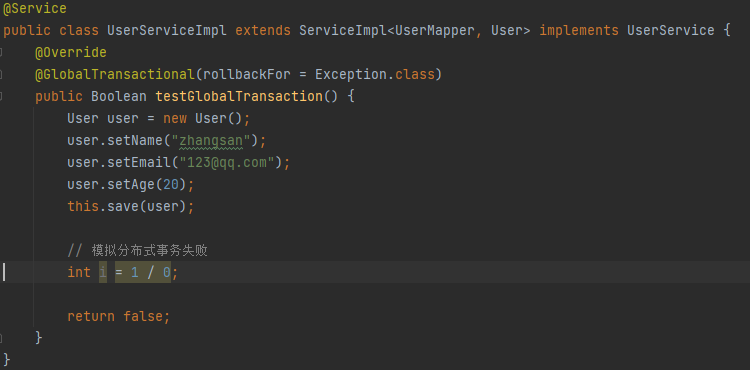 @Service
public class UserServiceImpl extends ServiceImpl<UserMapper, User> implements UserService {
@Override
@GlobalTransactional(rollbackFor = Exception.class)
public Boolean testGlobalTransaction() {
User user = new User();
user.setName("zhangsan");
user.setEmail("123@qq.com");
user.setAge(20);
this.save(user);
// 模拟分布式事务失败
int i = 1 / 0;
return false;
}
}